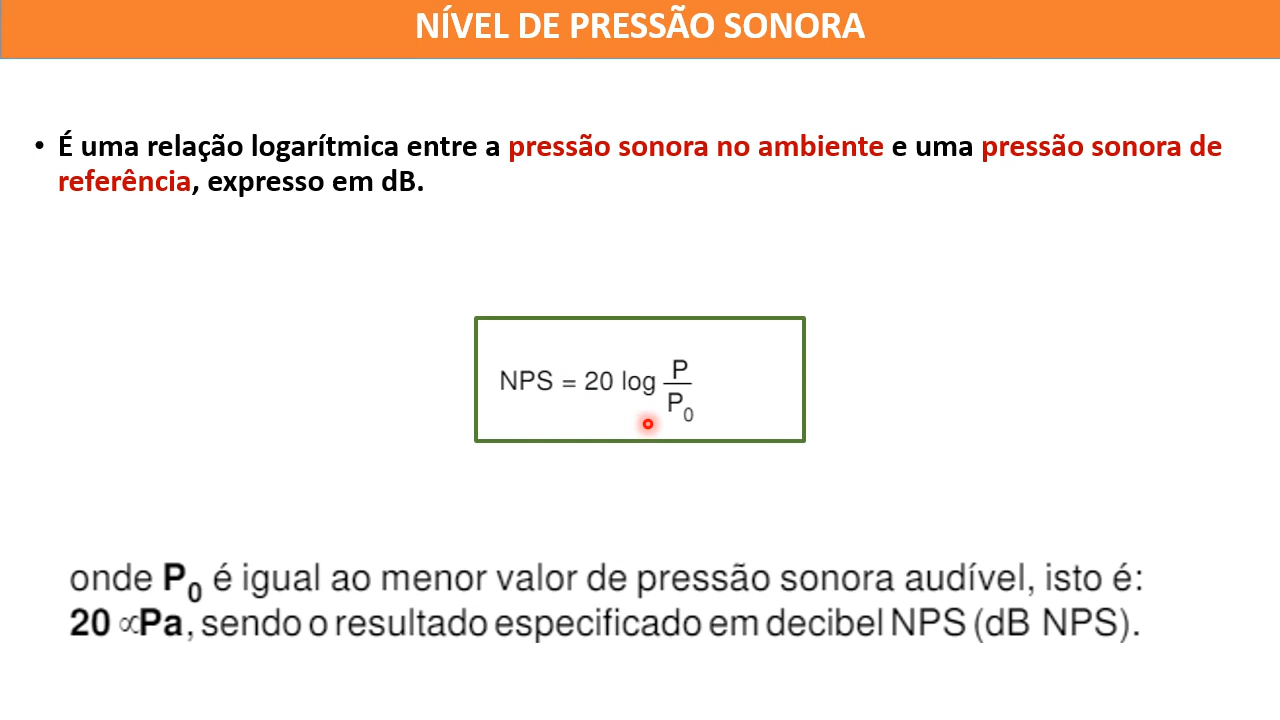 NÍVEL DE PRESSÃO SONORA
• É uma relação logarítmica entre a pressão sonora no ambiente e uma pressão sonora de
referência, expresso em dB.
NPS = 20 log P/P₀
onde P₀ é igual ao menor valor de pressão sonora audível, isto é:
20 ∝Pa, sendo o resultado especificado em decibel NPS (dB NPS).